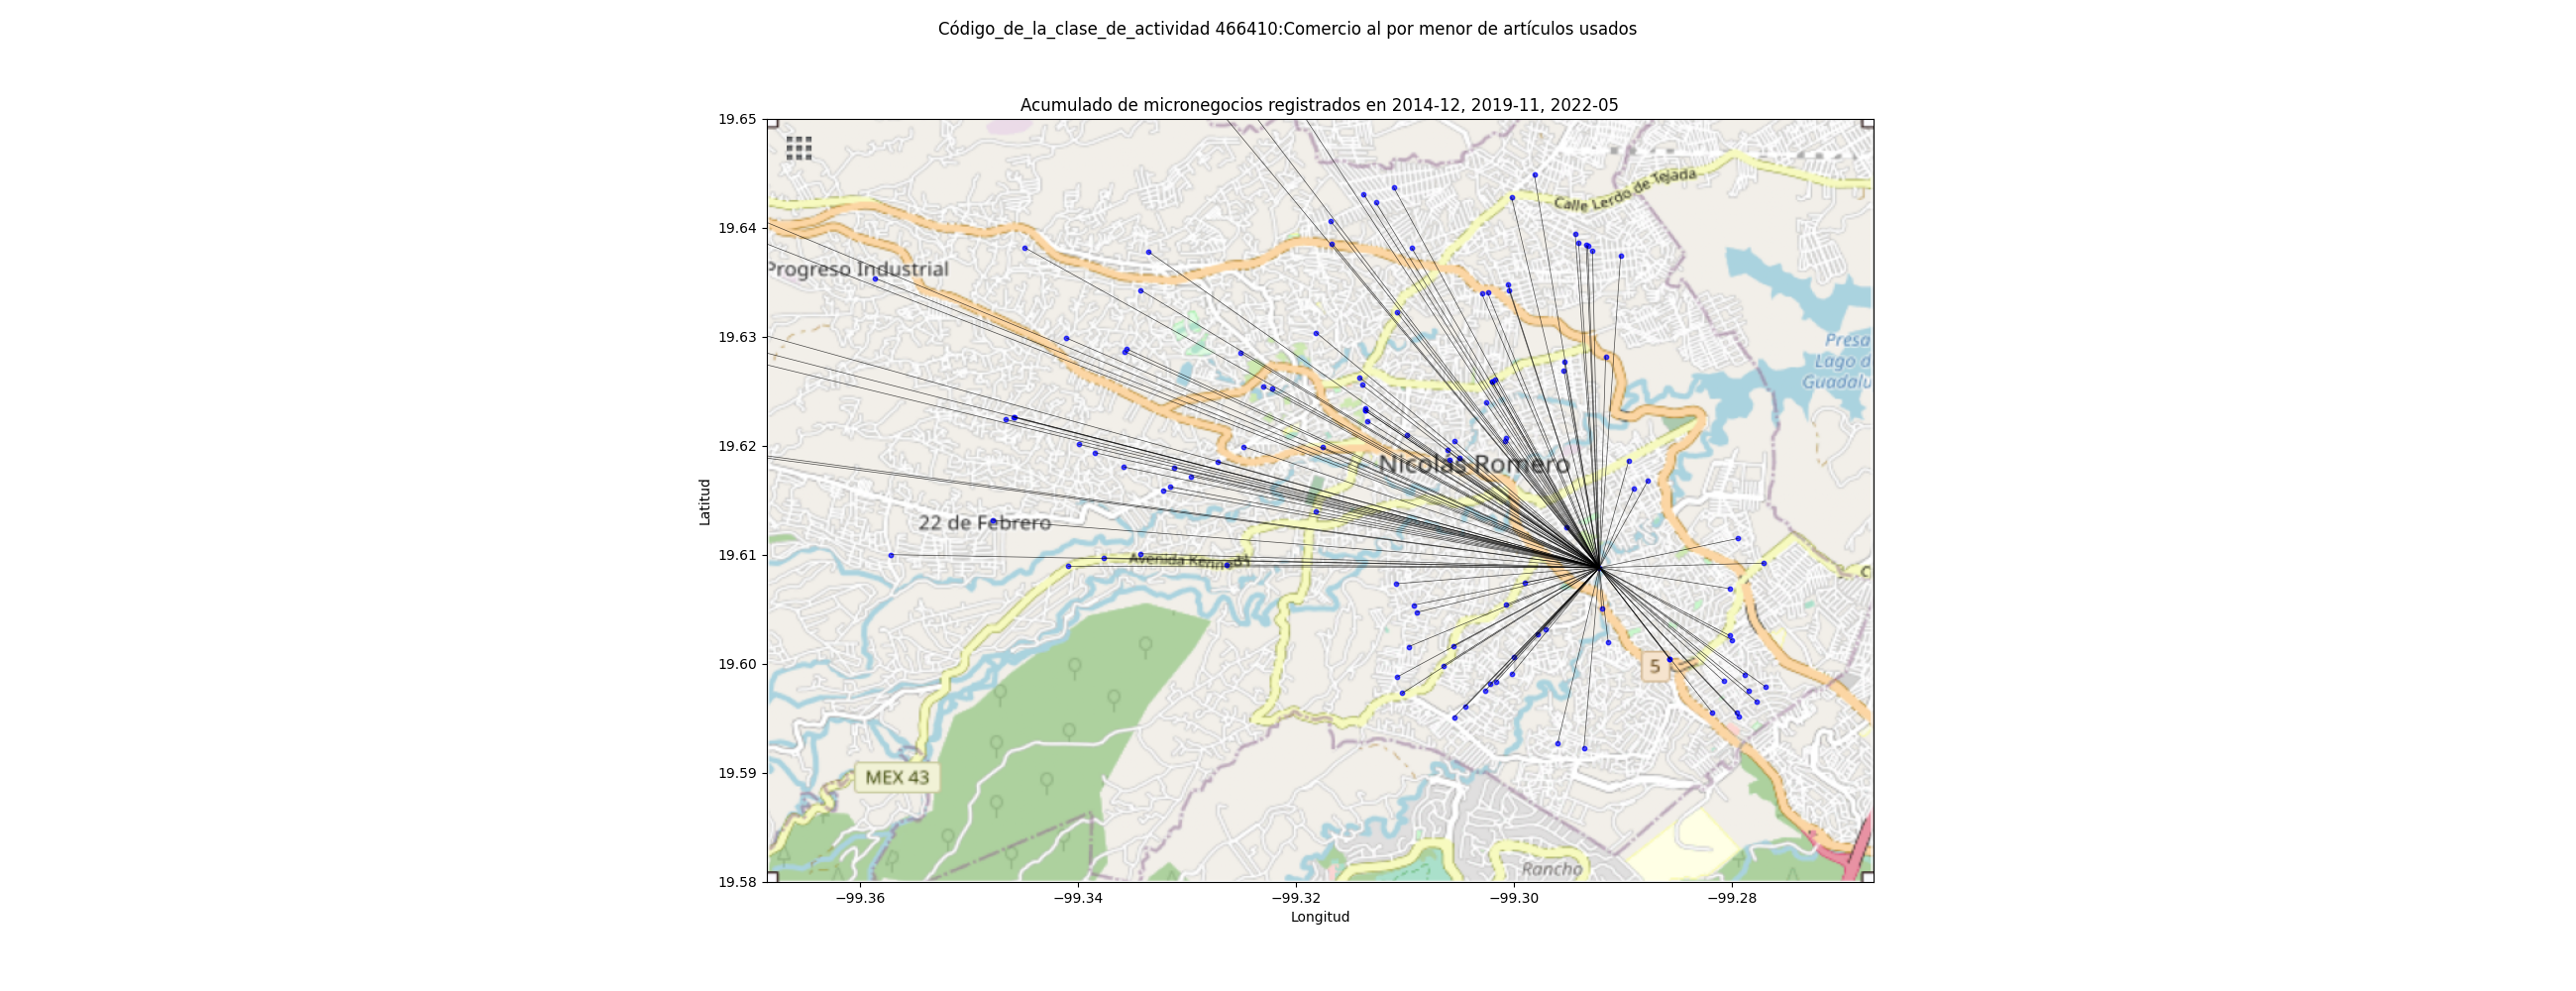 Código_de_la_clase_de_actividad 466410:Comercio al por menor de artículos usados
Acumulado de micronegocios registrados en 2014-12, 2019-11, 2022-05
19.65
19.64
19.63
19.62
19.61
19.60
19.59
19.58
Latitud
Calle Lerdo de Tejada
Progreso Industrial
Presa
Lago d
Guadalu
Nicolás Romero
22 de Febrero
Avenida Kennedy
C
5
MEX 43
Rancho
−99.36
−99.34
−99.32
−99.30
−99.28
Longitud